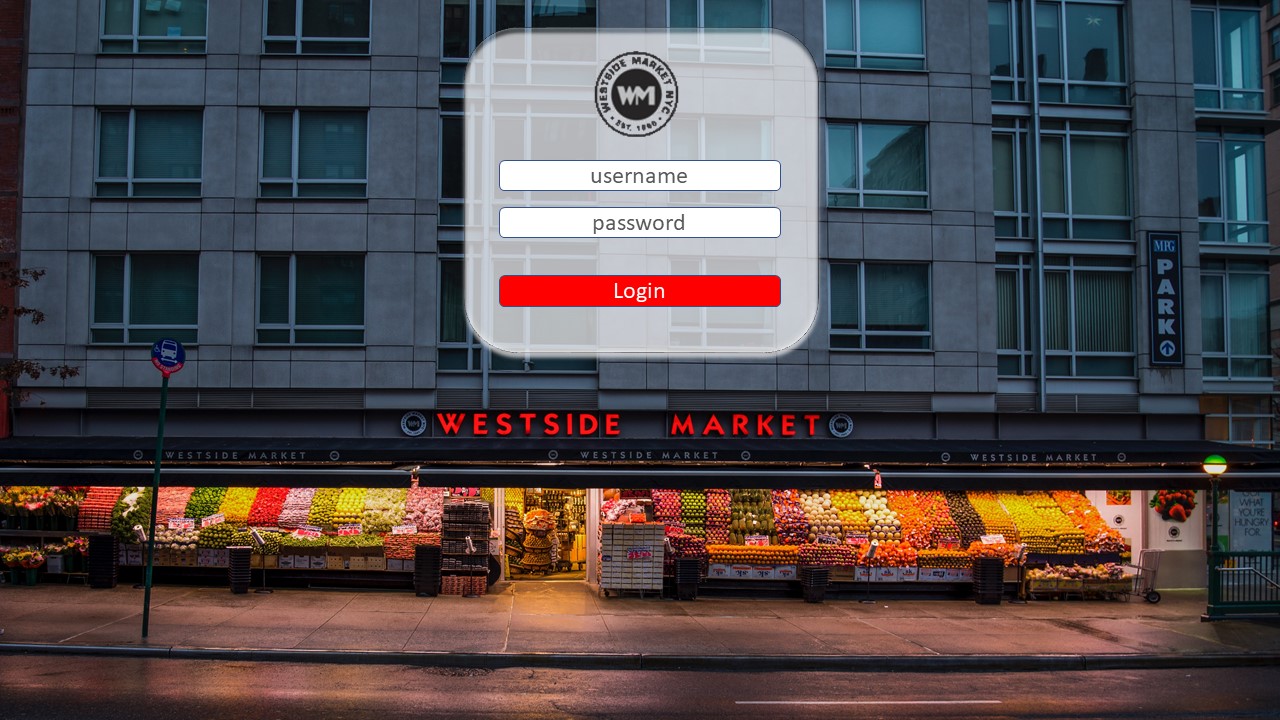 WESTSIDE MARKET NYC
WM
EST. 1965
username
password
Login
MPG
PARK
WESTSIDE MARKET
WESTSIDE MARKET
WESTSIDE MARKET
WESTSIDE MARKET
WHAT
YOU'RE
HUNGRY
FOR